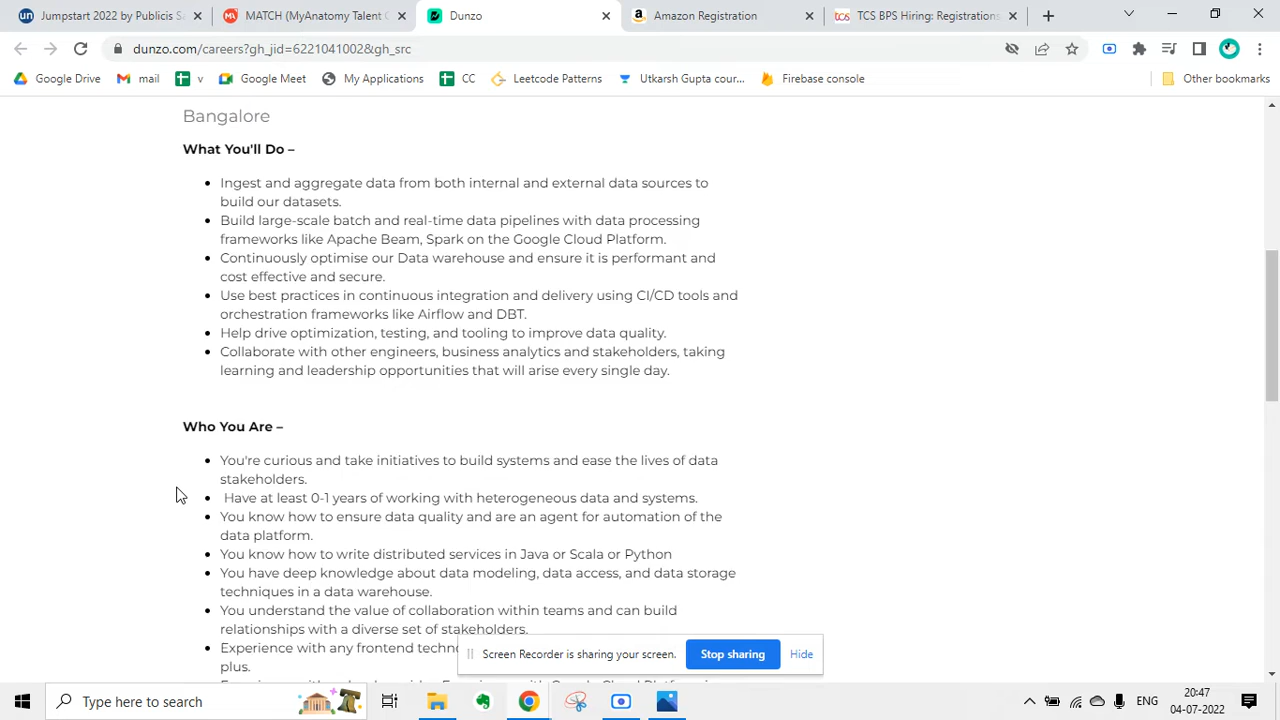 Jumpstart 2022 by Publicis Sa
MATCH (MyAnatomy Talent C
Dunzo
Amazon Registration
TCS BPS Hiring: Registrations
dunzo.com/careers?gh_jid=6221041002&gh_src
Google Drive
mail
v
Google Meet
My Applications
CC
Leetcode Patterns
Utkarsh Gupta cour...
Firebase console
Other bookmarks
Bangalore
What You'll Do –
Ingest and aggregate data from both internal and external data sources to
build our datasets.
Build large-scale batch and real-time data pipelines with data processing
frameworks like Apache Beam, Spark on the Google Cloud Platform.
Continuously optimise our Data warehouse and ensure it is performant and
cost effective and secure.
Use best practices in continuous integration and delivery using CI/CD tools and
orchestration frameworks like Airflow and DBT.
Help drive optimization, testing, and tooling to improve data quality.
Collaborate with other engineers, business analytics and stakeholders, taking
learning and leadership opportunities that will arise every single day.
Who You Are –
You're curious and take initiatives to build systems and ease the lives of data
stakeholders.
Have at least 0-1 years of working with heterogeneous data and systems.
You know how to ensure data quality and are an agent for automation of the
data platform.
You know how to write distributed services in Java or Scala or Python
You have deep knowledge about data modeling, data access, and data storage
techniques in a data warehouse.
You understand the value of collaboration within teams and can build
relationships with a diverse set of stakeholders.
Experience with any frontend techn
plus.
Screen Recorder is sharing your screen.
Stop sharing
Hide
Type here to search
ENG
20:47
04-07-2022